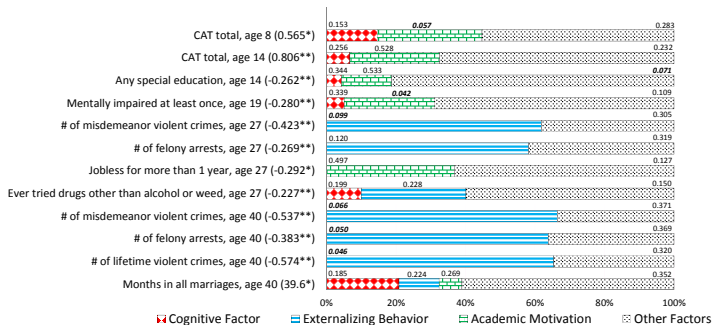 0.153 0.057 0.283
CAT total, age 8 (0.565*)
0.256 0.528 0.232
CAT total, age 14 (0.806**)
0.344 0.533 0.071
Any special education, age 14 (-0.262**)
0.339 0.042 0.109
Mentally impaired at least once, age 19 (-0.280**)
0.099 0.305
# of misdemeanor violent crimes, age 27 (-0.423**)
0.120 0.319
# of felony arrests, age 27 (-0.269**)
0.497 0.127
Jobless for more than 1 year, age 27 (-0.292*)
0.199 0.228 0.150
Ever tried drugs other than alcohol or weed, age 27 (-0.227**)
0.066 0.371
# of misdemeanor violent crimes, age 40 (-0.537**)
0.050 0.369
# of felony arrests, age 40 (-0.383**)
0.046 0.320
# of lifetime violent crimes, age 40 (-0.574**)
0.185 0.224 0.269 0.352
Months in all marriages, age 40 (39.6*)
0% 20% 40% 60% 80% 100%
Cognitive Factor Externalizing Behavior Academic Motivation Other Factors